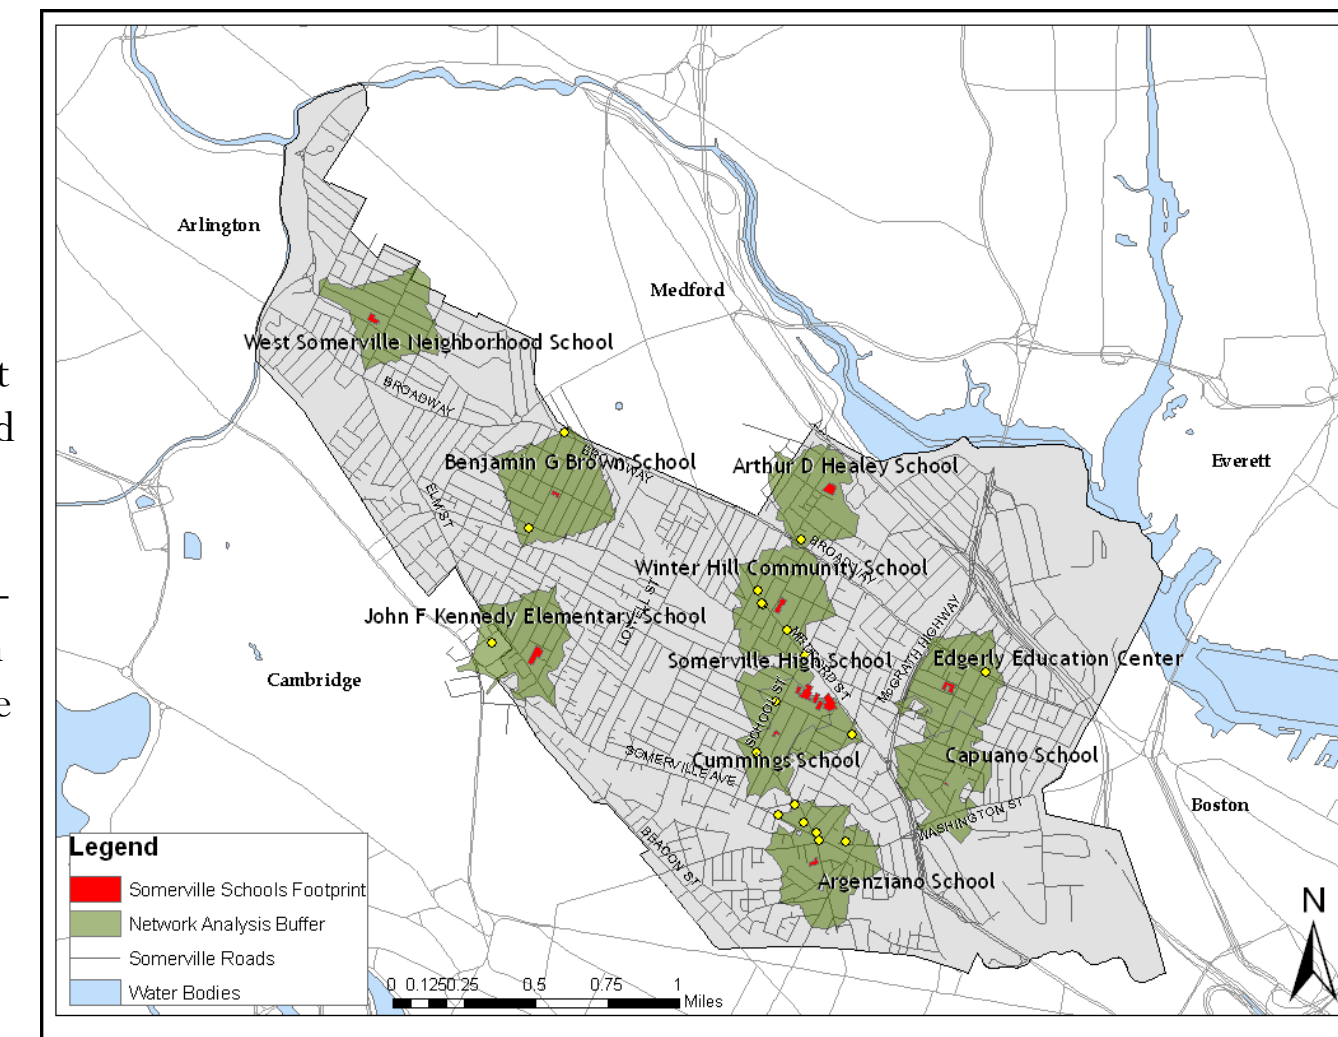 t
d
-
e
Arlington
Medford
Everett
Cambridge
Boston
West Somerville Neighborhood School
BROADWAY
Benjamin G Brown School
BROADWAY
Arthur D Healey School
ELM ST
BROADWAY
Winter Hill Community School
John F Kennedy Elementary School
LOWELL ST
MEDFORD ST
McGRATH HIGHWAY
Somerville High School
Edgerly Education Center
SCHOOL ST
Cummings School
SOMERVILLE AVE
Capuano School
WASHINGTON ST
BEACON ST
Argenziano School
Legend
Somerville Schools Footprint
Network Analysis Buffer
Somerville Roads
Water Bodies
0 0.125 0.25 0.5 0.75 1
Miles
N